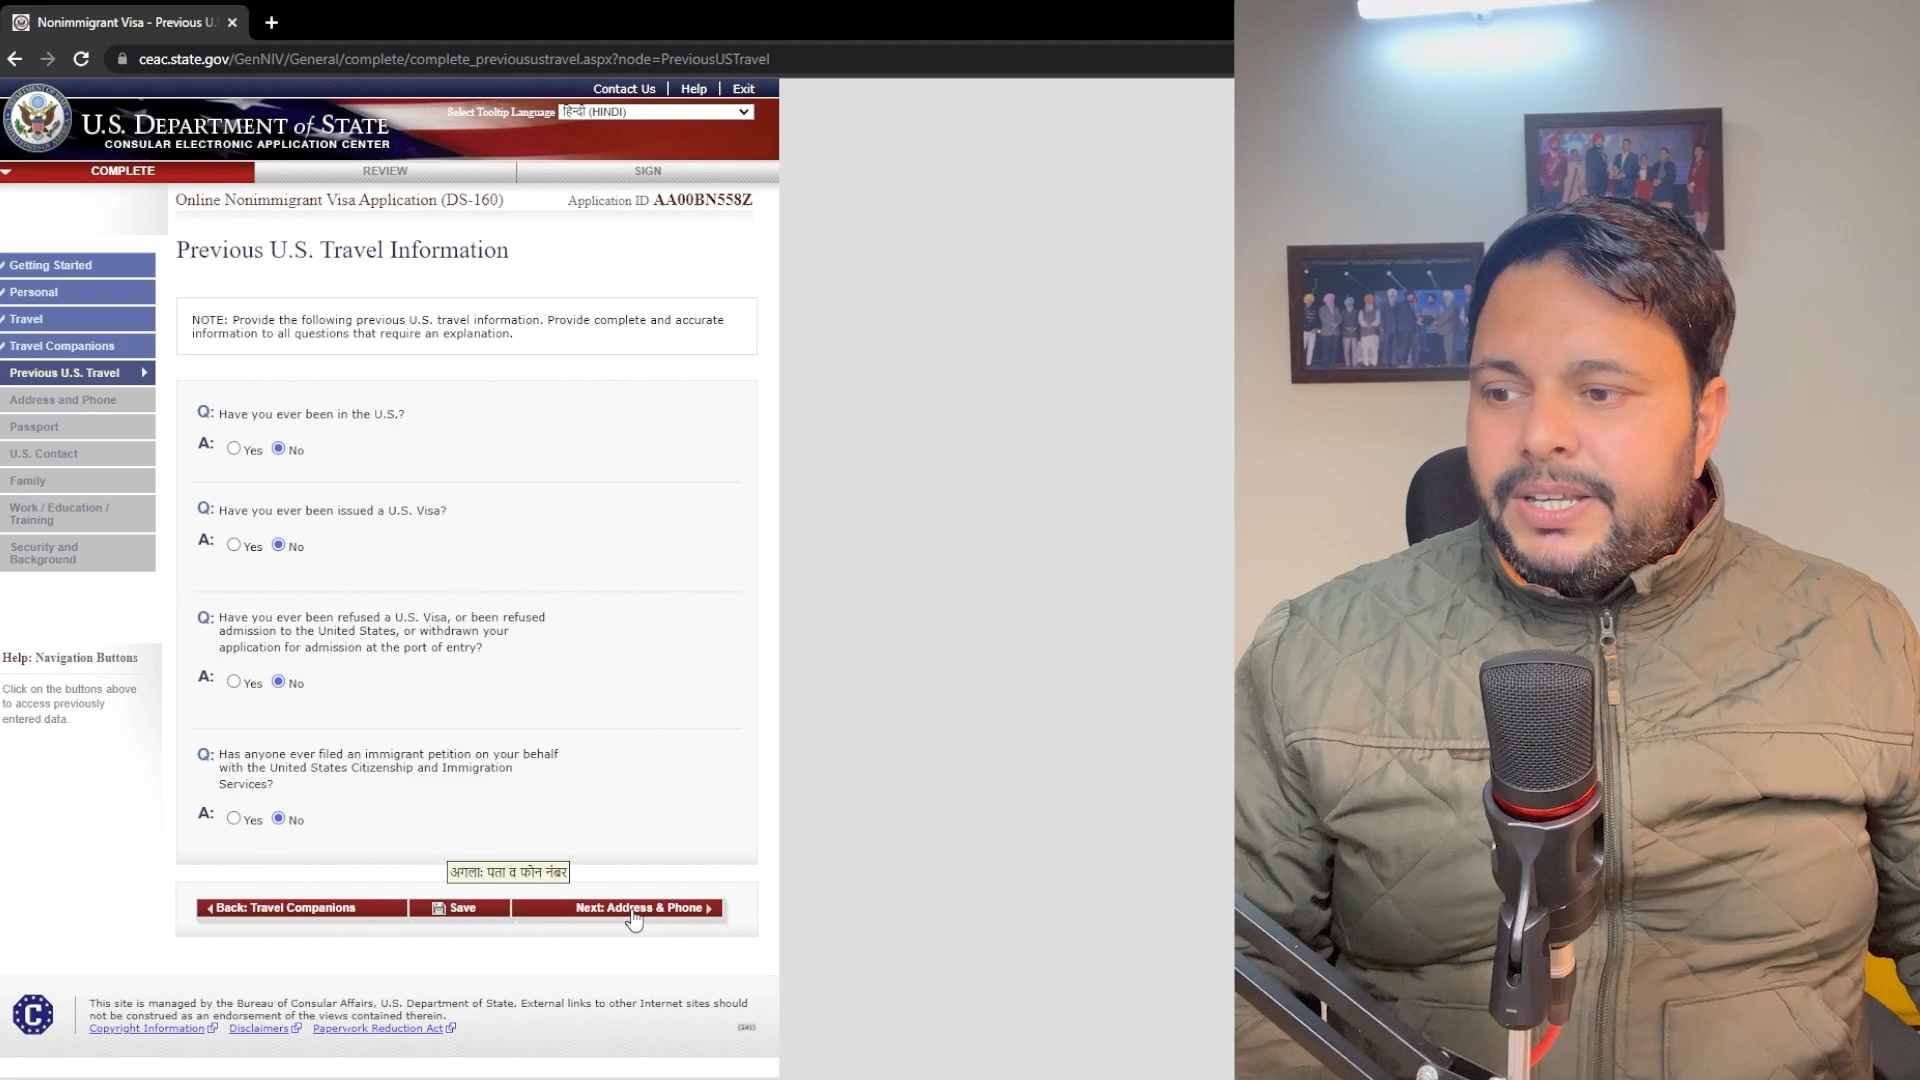 Nonimmigrant Visa - Previous U.
ceac.state.gov/GenNIV/General/complete/complete_previousustravel.aspx?node=PreviousUSTravel
Contact Us | Help | Exit
Select Tooltip Language हिन्दी (HINDI)
U.S. DEPARTMENT of STATE
CONSULAR ELECTRONIC APPLICATION CENTER
COMPLETE REVIEW SIGN
Online Nonimmigrant Visa Application (DS-160) Application ID AA00BN558Z
Previous U.S. Travel Information
Getting Started
Personal
Travel
Travel Companions
Previous U.S. Travel
Address and Phone
Passport
U.S. Contact
Family
Work / Education /
Training
Security and
Background
Help: Navigation Buttons
Click on the buttons above
to access previously
entered data.
NOTE: Provide the following previous U.S. travel information. Provide complete and accurate
information to all questions that require an explanation.
Q: Have you ever been in the U.S.?
A: Yes No
Q: Have you ever been issued a U.S. Visa?
A: Yes No
Q: Have you ever been refused a U.S. Visa, or been refused
admission to the United States, or withdrawn your
application for admission at the port of entry?
A: Yes No
Q: Has anyone ever filed an immigrant petition on your behalf
with the United States Citizenship and Immigration
Services?
A: Yes No
अगलाः पता व फोन नंबर
Back: Travel Companions Save Next: Address & Phone
This site is managed by the Bureau of Consular Affairs, U.S. Department of State. External links to other Internet sites should
not be construed as an endorsement of the views contained therein.
Copyright Information Disclaimers Paperwork Reduction Act
(241)